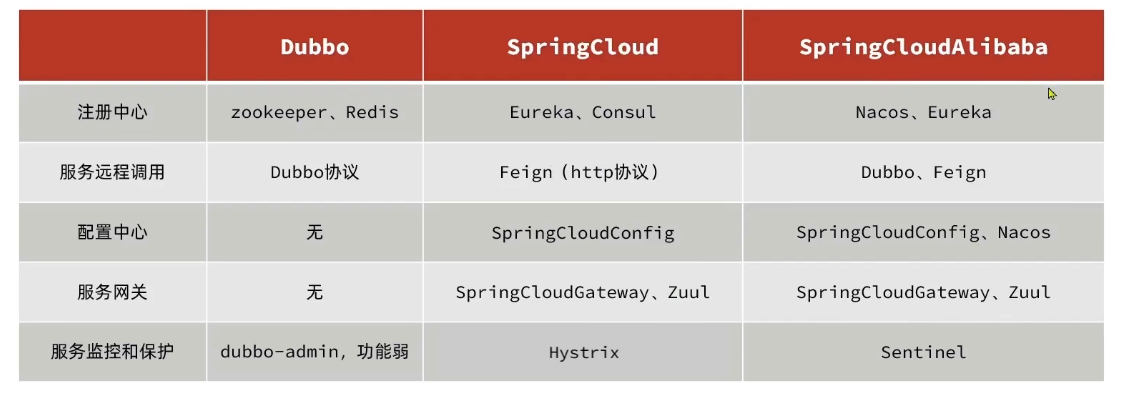 Dubbo SpringCloud SpringCloudAlibaba
注册中心 zookeeper、Redis Eureka、Consul Nacos、Eureka
服务远程调用 Dubbo协议 Feign（http协议） Dubbo、Feign
配置中心 无 SpringCloudConfig SpringCloudConfig、Nacos
服务网关 无 SpringCloudGateway、Zuul SpringCloudGateway、Zuul
服务监控和保护 dubbo-admin，功能弱 Hystrix Sentinel